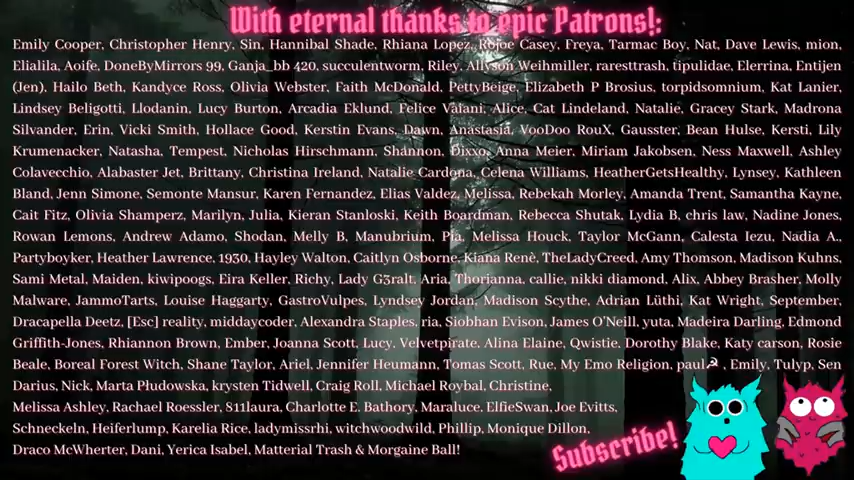 With eternal thanks to epic Patrons!:
Emily Cooper, Christopher Henry, Sin, Hannibal Shade, Rhiana Lopez, Rojoe Casey, Freya, Tarmac Boy, Nat, Dave Lewis, mion,
Elialila, Aoife, DoneByMirrors 99, Ganja_bb 420, succulentworm, Riley, Allyson Weihmiller, raresttrash, tipulidae, Elerrina, Entijen
(Jen), Hailo Beth, Kandyce Ross, Olivia Webster, Faith McDonald, PettyBeige, Elizabeth P Brosius, torpidsomnium, Kat Lanier,
Lindsey Beligotti, Llodanin, Lucy Burton, Arcadia Eklund, Felice Valani, Alice, Cat Lindeland, Natalie, Gracey Stark, Madrona
Silvander, Erin, Vicki Smith, Hollace Good, Kerstin Evans, Dawn, Anastasia, VooDoo RouX, Gausster, Bean Hulse, Kersti, Lily
Krumenacker, Natasha, Tempest, Nicholas Hirschmann, Shannon, Dixxo, Anna Meier, Miriam Jakobsen, Ness Maxwell, Ashley
Colavecchio, Alabaster Jet, Brittany, Christina Ireland, Natalie Cardona, Celena Williams, HeatherGetsHealthy, Lynsey, Kathleen
Bland, Jenn Simone, Semonte Mansur, Karen Fernandez, Elias Valdez, Melissa, Rebekah Morley, Amanda Trent, Samantha Kayne,
Cait Fitz, Olivia Shamperz, Marilyn, Julia, Kieran Stanloski, Keith Boardman, Rebecca Shutak, Lydia B, chris law, Nadine Jones,
Rowan Lemons, Andrew Adamo, Shodan, Melly B, Manubrium, Pia, Melissa Houck, Taylor McGann, Calesta Iezu, Nadia A.,
Partyboyker, Heather Lawrence, 1930, Hayley Walton, Caitlyn Osborne, Kiana Renè, TheLadyCreed, Amy Thomson, Madison Kuhns,
Sami Metal, Maiden, kiwipoogs, Eira Keller, Richy, Lady G3ralt, Aria, Thorinna, callie, nikki diamond, Alix, Abbey Brasher, Molly
Malware, JammoTarts, Louise Haggarty, GastroVulpes, Lyndsey Jordan, Madison Scythe, Adrian Lüthi, Kat Wright, September,
Dracapella Deetz, [Esc] reality, middaycoder, Alexandra Staples, ria, Siobhan Evison, James O'Neill, yuta, Madeira Darling, Edmond
Griffith-Jones, Rhiannon Brown, Ember, Joanna Scott, Lucy, Velvetpirate, Alina Elaine, Qwistie, Dorothy Blake, Katy carson, Rosie
Beale, Boreal Forest Witch, Shane Taylor, Ariel, Jennifer Heumann, Tomas Scott, Rue, My Emo Religion, paul☭ , Emily, Tulyp, Sen
Darius, Nick, Marta Płudowska, krysten Tidwell, Craig Roll, Michael Roybal, Christine,
Melissa Ashley, Rachael Roessler, 811laura, Charlotte E. Bathory, Maraluce, ElfieSwan, Joe Evitts,
Schneckeln, Heiferlump, Karelia Rice, ladymissrhi, witchwoodwild, Phillip, Monique Dillon,
Draco McWherter, Dani, Yerica Isabel, Matterial Trash & Morgaine Ball!
Subscribe!